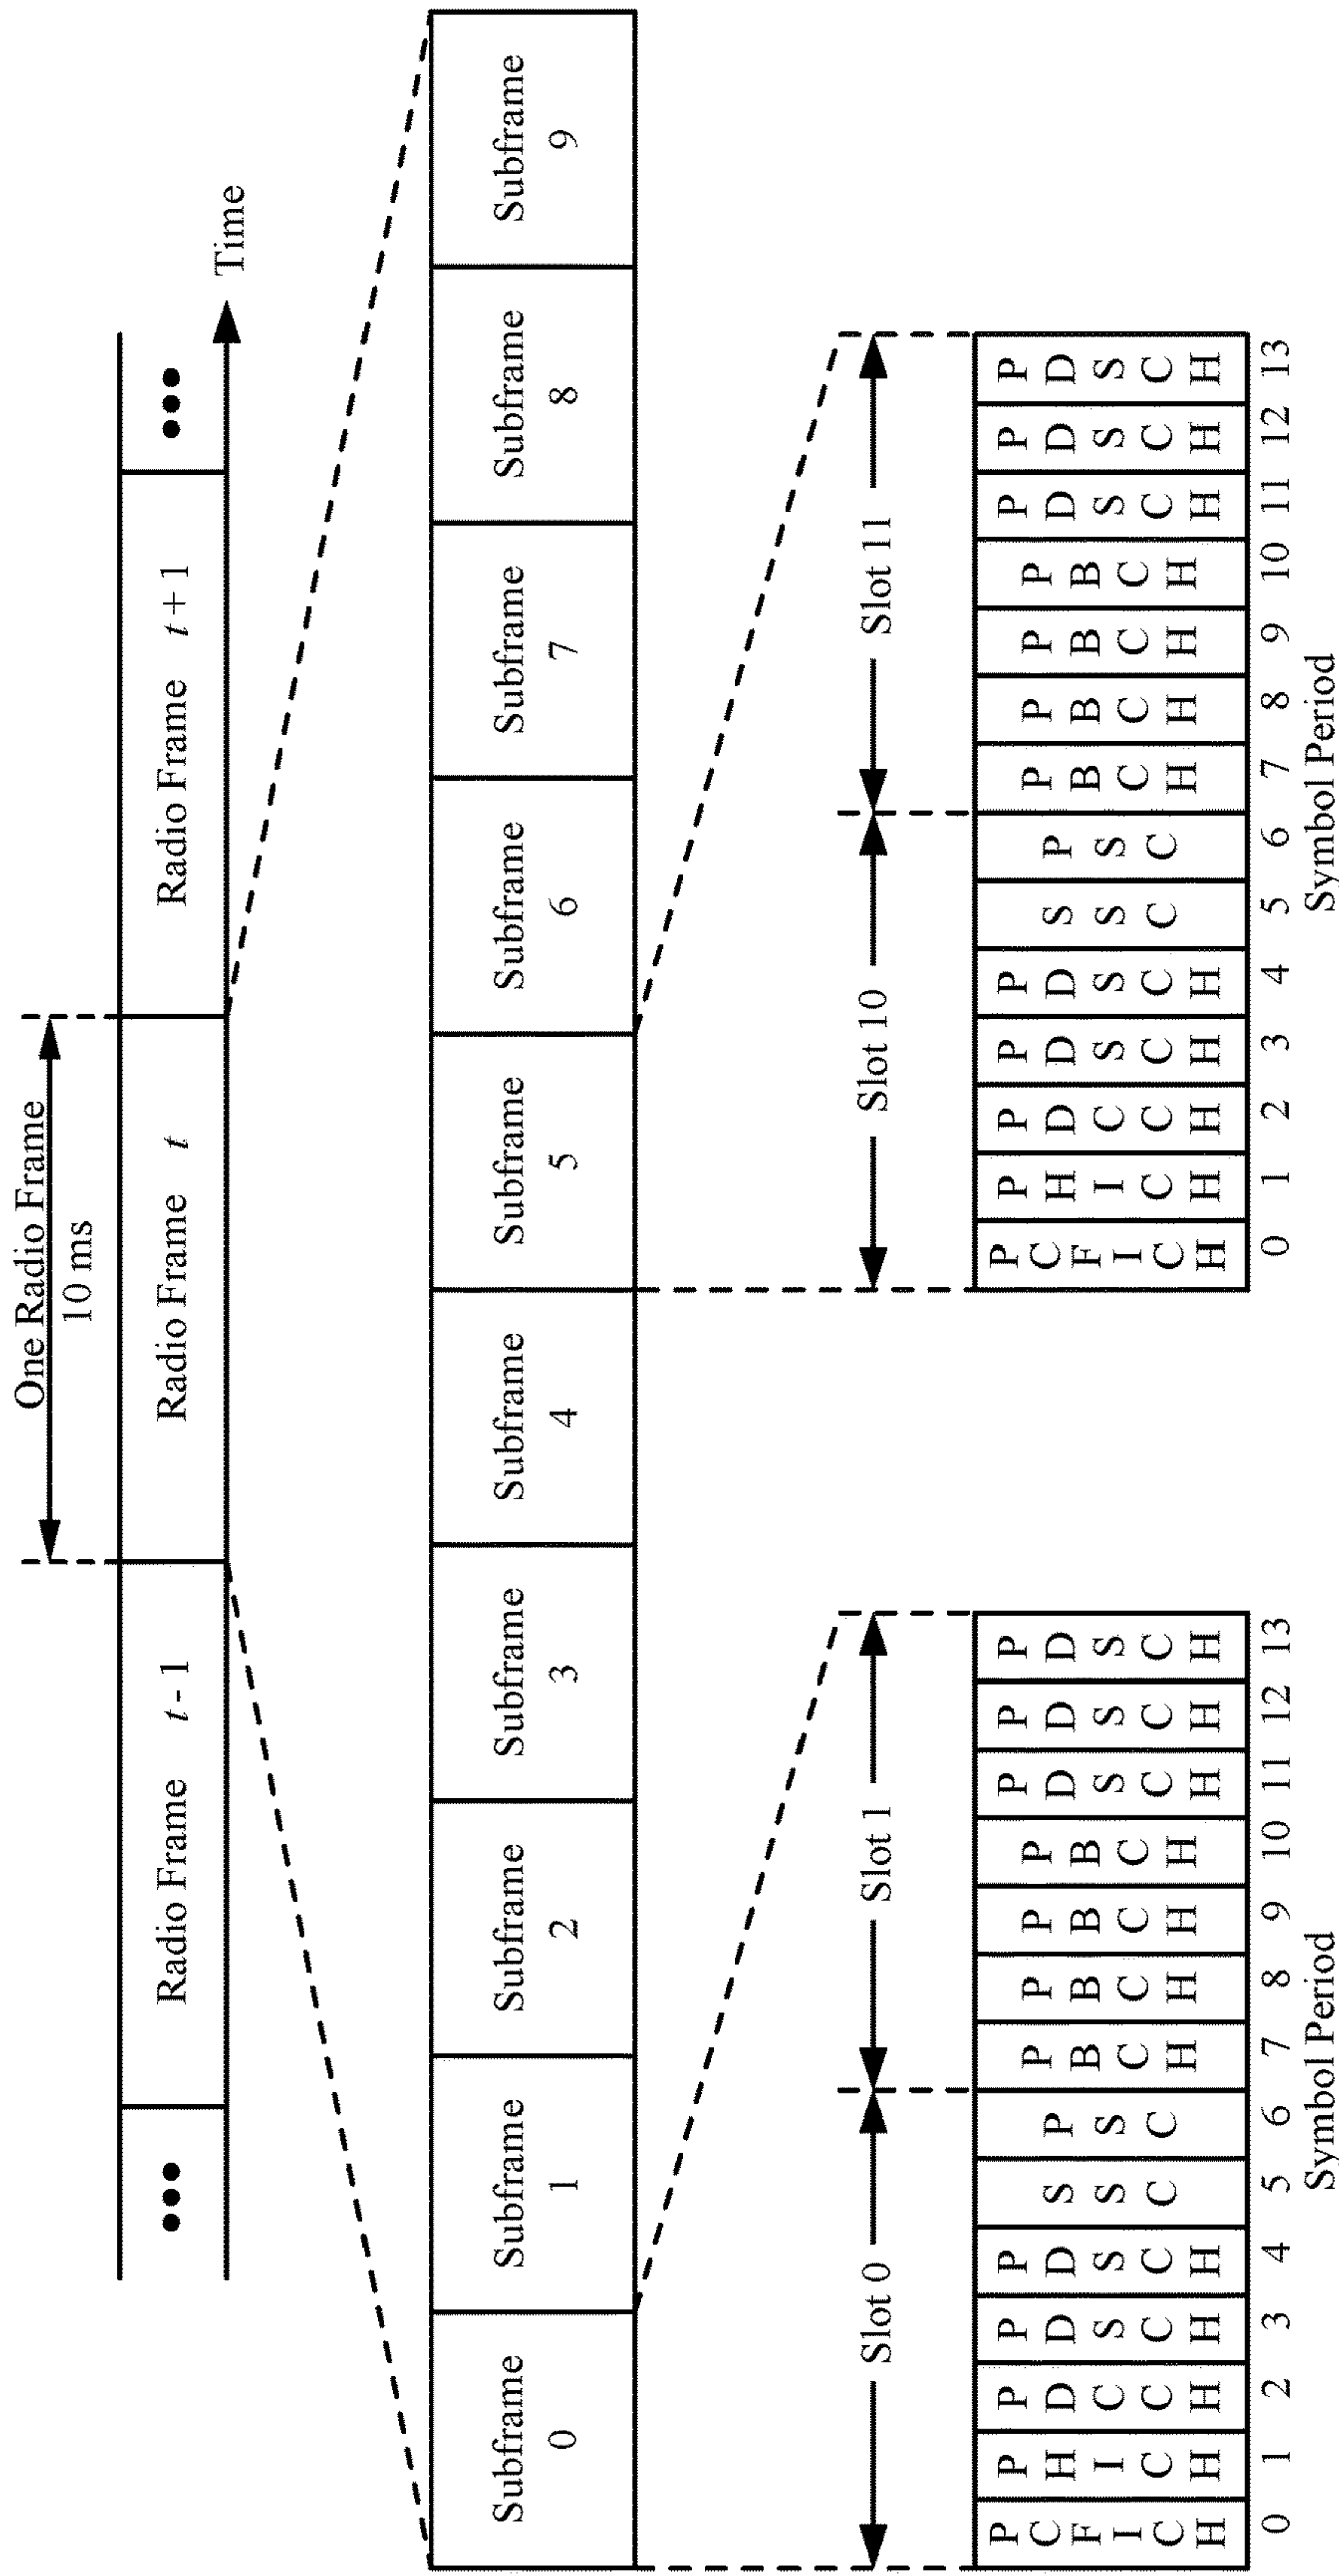 One Radio Frame
10 ms
••• Radio Frame t - 1 Radio Frame t Radio Frame t + 1 •••
Time
Subframe Subframe Subframe Subframe Subframe Subframe Subframe Subframe Subframe Subframe
0 1 2 3 4 5 6 7 8 9
Slot 0 Slot 1 Slot 10 Slot 11
PCFICH PHICH PDCCH PDSCH PDSCH SSC PSC PBCH PBCH PBCH PBCH PDSCH PDSCH PDSCH
0 1 2 3 4 5 6 7 8 9 10 11 12 13
Symbol Period
PCFICH PHICH PDCCH PDSCH PDSCH SSC PSC PBCH PBCH PBCH PBCH PDSCH PDSCH PDSCH
0 1 2 3 4 5 6 7 8 9 10 11 12 13
Symbol Period